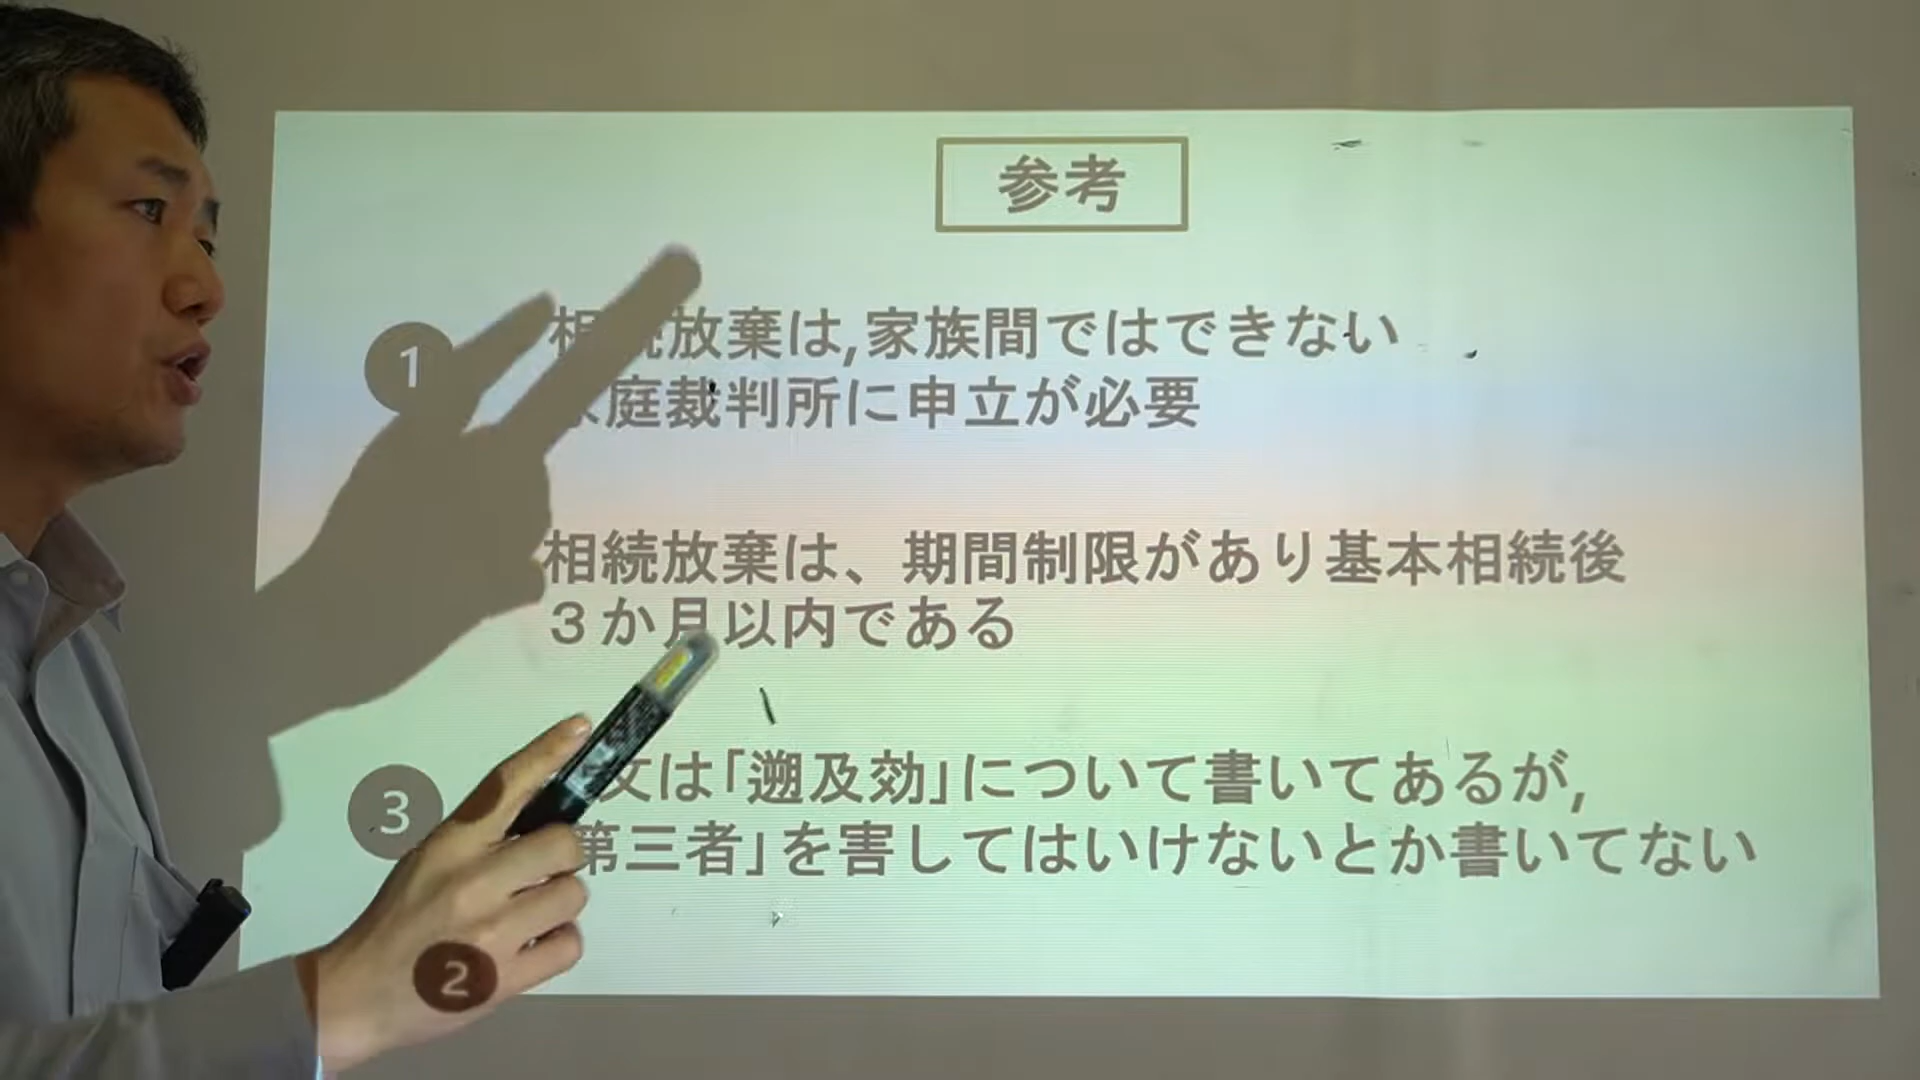 参考
1
相続放棄は,家族間ではできない
庭裁判所に申立が必要
相続放棄は、期間制限があり基本相続後
3か月以内である
3
文は「遡及効」について書いてあるが,
第三者」を害してはいけないとか書いてない
2